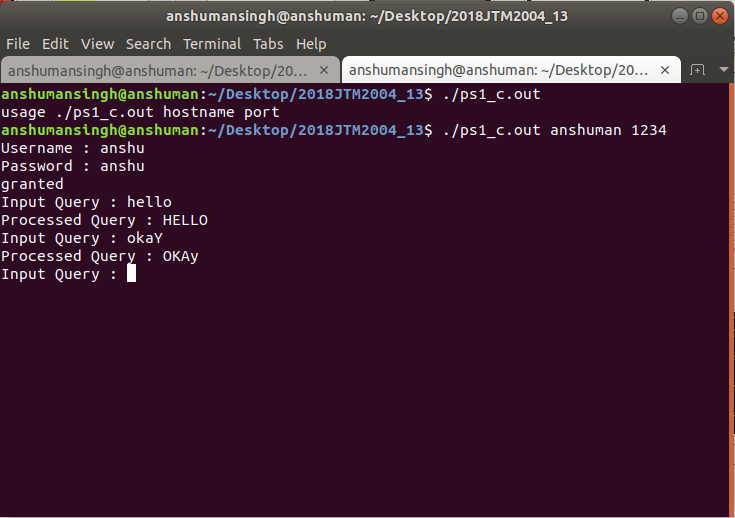 anshumansingh@anshuman: ~/Desktop/2018JTM2004_13
File Edit View Search Terminal Tabs Help
anshumansingh@anshuman: ~/Desktop/20... anshumansingh@anshuman: ~/Desktop/20...
anshumansingh@anshuman:~/Desktop/2018JTM2004_13$ ./ps1_c.out
usage ./ps1_c.out hostname port
anshumansingh@anshuman:~/Desktop/2018JTM2004_13$ ./ps1_c.out anshuman 1234
Username : anshu
Password : anshu
granted
Input Query : hello
Processed Query : HELLO
Input Query : okaY
Processed Query : OKAy
Input Query :